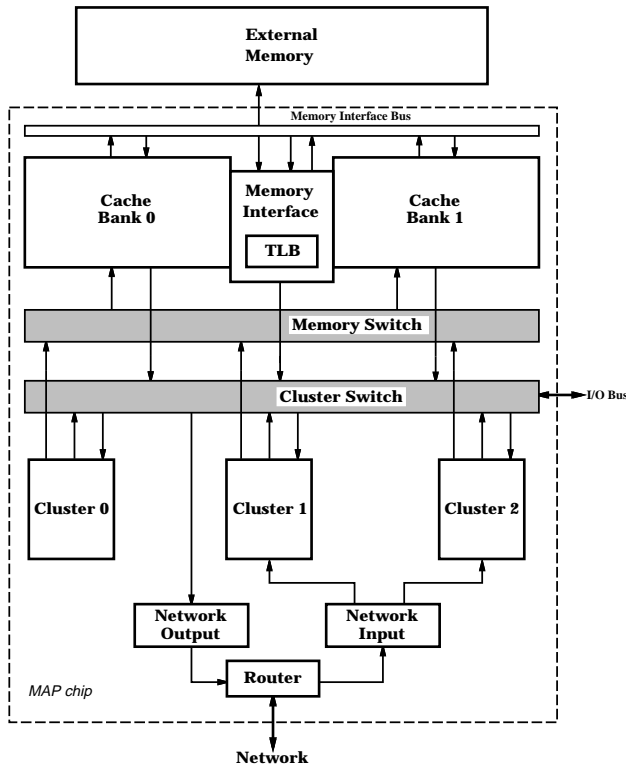 External
Memory
Memory Interface Bus
Cache
Bank 0
Memory
Interface
TLB
Cache
Bank 1
Memory Switch
Cluster Switch
I/O Bus
Cluster 0
Cluster 1
Cluster 2
Network
Output
Network
Input
Router
MAP chip
Network